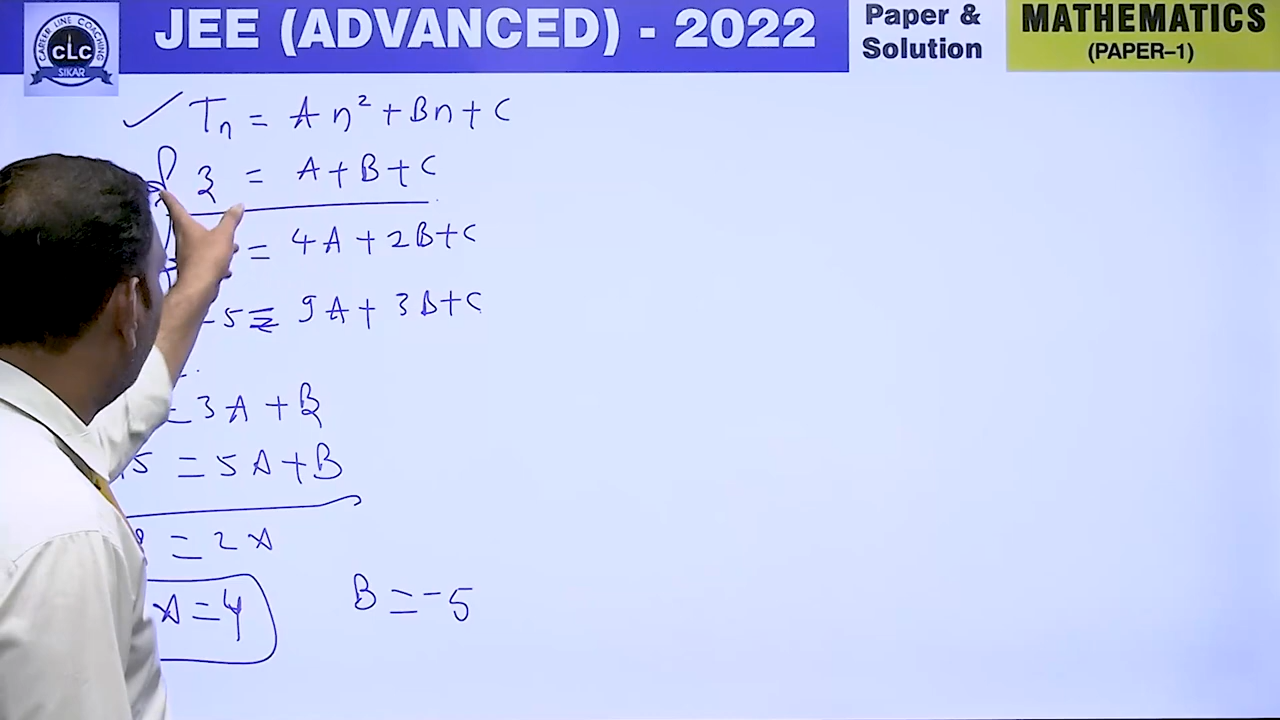 CAREER LINE COACHING
CLC
SIKAR
JEE (ADVANCED) - 2022
Paper &
Solution
MATHEMATICS
(PAPER–1)
Tn = An² + Bn + C
3 = A + B + C
= 4A + 2B + C
5 = 9A + 3B + C
= 3A + B
5 = 5A + B
= 2A
A = 4
B = -5